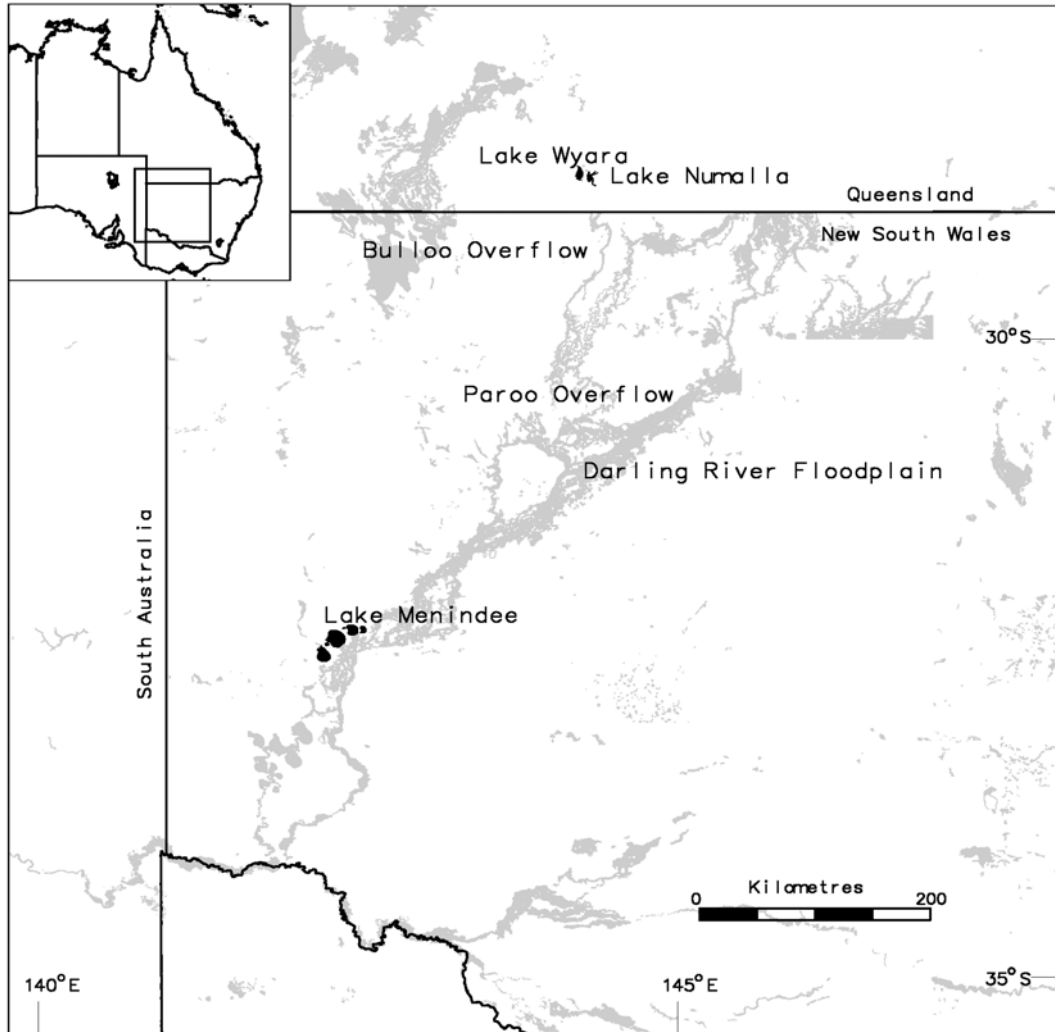 Lake Wyara
Lake Numalla
Queensland
New South Wales
Bulloo Overflow
30°S
Paroo Overflow
Darling River Floodplain
South Australia
Lake Menindee
Kilometres
0 200
140°E
145°E
35°S